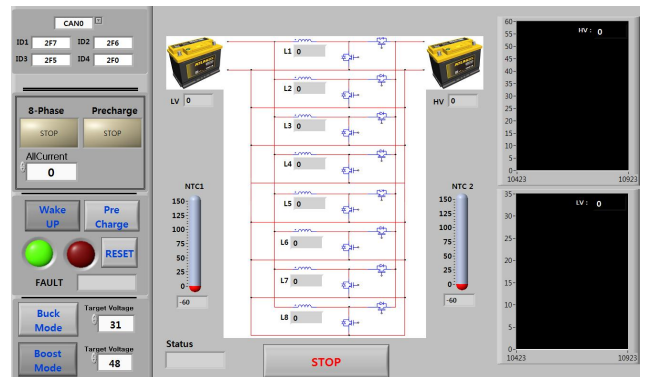 CAN0
ID1 2F7 ID2 2F6
ID3 2F5 ID4 2F0
8-Phase Precharge
STOP STOP
AllCurrent
0
Wake UP
Pre Charge
RESET
FAULT
Buck Mode
Target Voltage
31
Boost Mode
Target Voltage
48
LV 0
HV 0
L1 0
L2 0
L3 0
L4 0
L5 0
L6 0
L7 0
L8 0
NTC1
150
125
100
75
50
25
0
-60
NTC 2
150
125
100
75
50
25
0
-60
Status
STOP
HV : 0
60
55
50
45
40
35
30
25
20
15
10
5
0
10423 10923
LV : 0
35
30
25
20
15
10
5
0
10423 10923